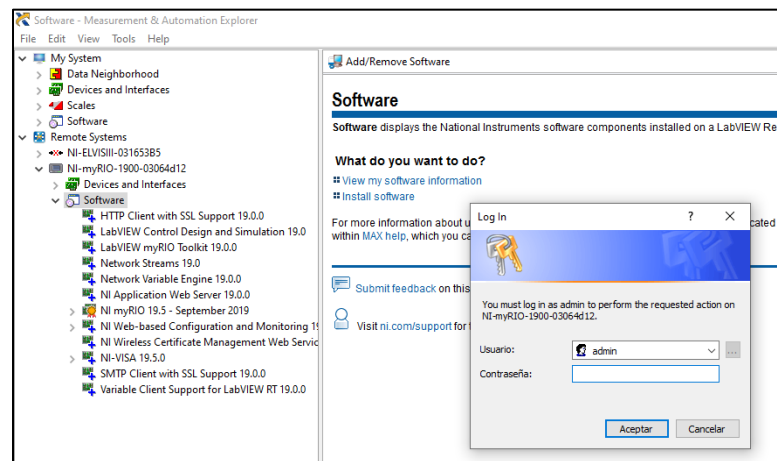 Software - Measurement & Automation Explorer
File Edit View Tools Help
My System
Data Neighborhood
Devices and Interfaces
Scales
Software
Remote Systems
NI-ELVISIII-031653B5
NI-myRIO-1900-03064d12
Devices and Interfaces
Software
HTTP Client with SSL Support 19.0.0
LabVIEW Control Design and Simulation 19.0
LabVIEW myRIO Toolkit 19.0.0
Network Streams 19.0
Network Variable Engine 19.0.0
NI Application Web Server 19.0.0
NI myRIO 19.5 - September 2019
NI Web-based Configuration and Monitoring 19
NI Wireless Certificate Management Web Servic
NI-VISA 19.5.0
SMTP Client with SSL Support 19.0.0
Variable Client Support for LabVIEW RT 19.0.0
Add/Remove Software
Software
Software displays the National Instruments software components installed on a LabVIEW Re
What do you want to do?
View my software information
Install software
For more information about u
cated
within MAX help, which you ca
Submit feedback on this
Visit ni.com/support for
Log In
?
You must log in as admin to perform the requested action on
NI-myRIO-1900-03064d12.
Usuario:
admin
...
Contraseña:
Aceptar
Cancelar